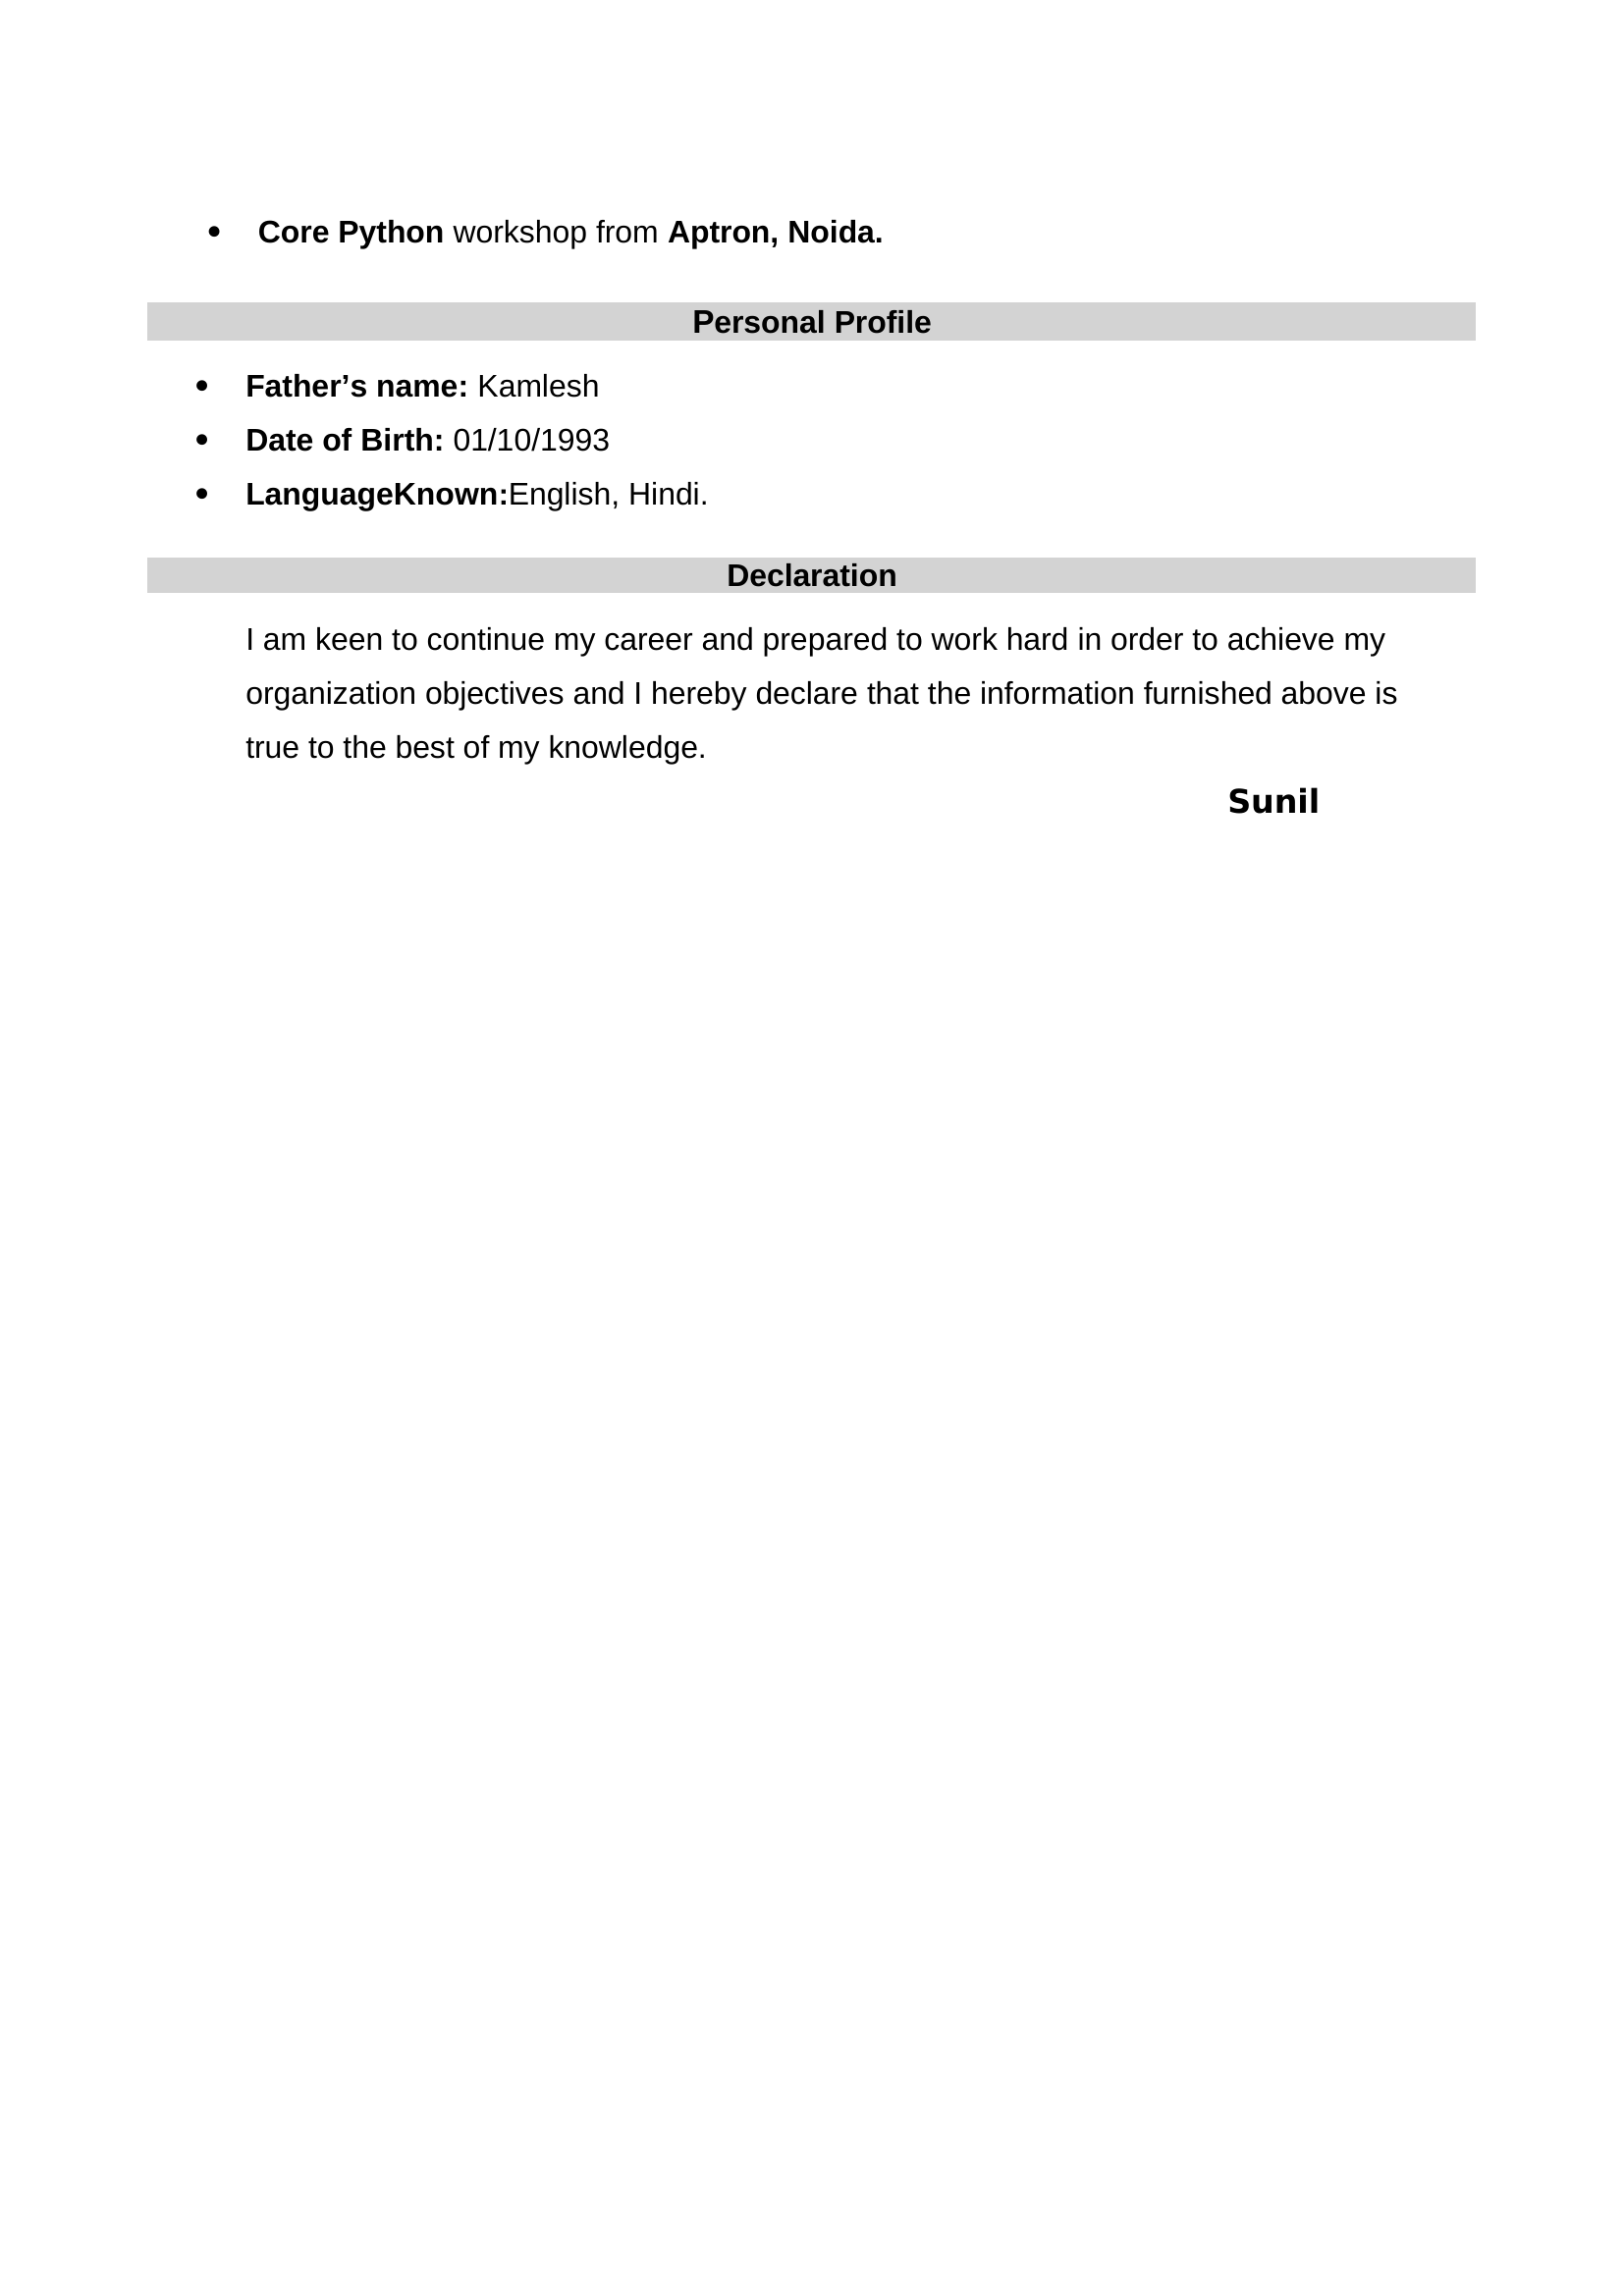 • Core Python workshop from Aptron, Noida.
Personal Profile
• Father’s name: Kamlesh
• Date of Birth: 01/10/1993
• LanguageKnown:English, Hindi.
Declaration
I am keen to continue my career and prepared to work hard in order to achieve my
organization objectives and I hereby declare that the information furnished above is
true to the best of my knowledge.
Sunil